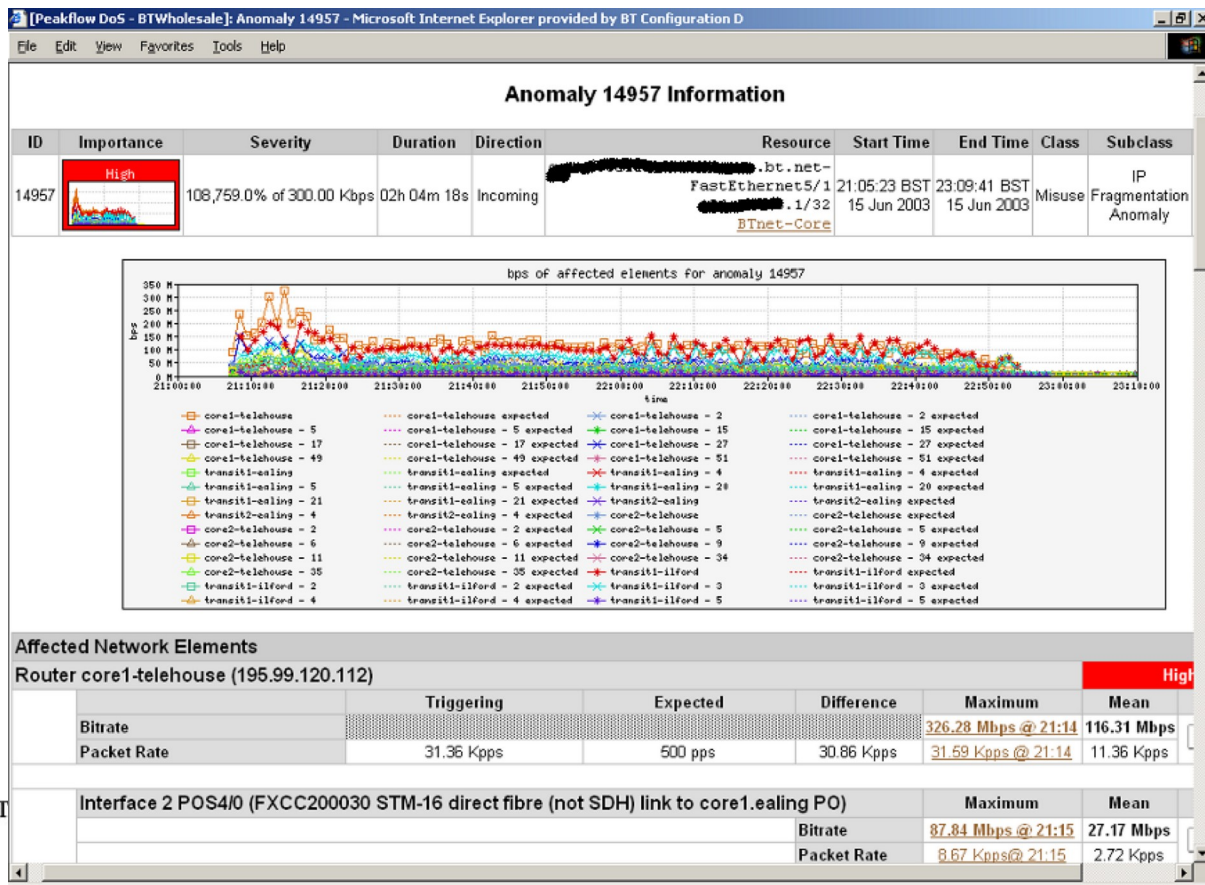 [Peakflow DoS - BTWholesale]: Anomaly 14957 - Microsoft Internet Explorer provided by BT Configuration D
File Edit View Favorites Tools Help
Anomaly 14957 Information
ID Importance Severity Duration Direction Resource Start Time End Time Class Subclass
14957 High 108,759.0% of 300.00 Kbps 02h 04m 18s Incoming .bt.net-FastEthernet5/1 .1/32 BTnet-Core 21:05:23 BST 15 Jun 2003 23:09:41 BST 15 Jun 2003 Misuse IP Fragmentation Anomaly
bps of affected elements for anomaly 14957
350 M
300 M
250 M
200 M
150 M
100 M
50 M
0 M
bps
21:00:00 21:10:00 21:20:00 21:30:00 21:40:00 21:50:00 22:00:00 22:10:00 22:20:00 22:30:00 22:40:00 22:50:00 23:00:00 23:10:00
time
core1-telehouse core1-telehouse expected core1-telehouse - 2 core1-telehouse - 2 expected
core1-telehouse - 5 core1-telehouse - 5 expected core1-telehouse - 15 core1-telehouse - 15 expected
core1-telehouse - 17 core1-telehouse - 17 expected core1-telehouse - 27 core1-telehouse - 27 expected
core1-telehouse - 49 core1-telehouse - 49 expected core1-telehouse - 51 core1-telehouse - 51 expected
transit1-ealing transit1-ealing expected transit1-ealing - 4 transit1-ealing - 4 expected
transit1-ealing - 5 transit1-ealing - 5 expected transit1-ealing - 20 transit1-ealing - 20 expected
transit1-ealing - 21 transit1-ealing - 21 expected transit2-ealing transit2-ealing expected
transit2-ealing - 4 transit2-ealing - 4 expected core2-telehouse core2-telehouse expected
core2-telehouse - 2 core2-telehouse - 2 expected core2-telehouse - 5 core2-telehouse - 5 expected
core2-telehouse - 6 core2-telehouse - 6 expected core2-telehouse - 9 core2-telehouse - 9 expected
core2-telehouse - 11 core2-telehouse - 11 expected core2-telehouse - 34 core2-telehouse - 34 expected
core2-telehouse - 35 core2-telehouse - 35 expected transit1-ilford transit1-ilford expected
transit1-ilford - 2 transit1-ilford - 2 expected transit1-ilford - 3 transit1-ilford - 3 expected
transit1-ilford - 4 transit1-ilford - 4 expected transit1-ilford - 5 transit1-ilford - 5 expected
Affected Network Elements
Router core1-telehouse (195.99.120.112) High
Triggering Expected Difference Maximum Mean
Bitrate 326.28 Mbps @ 21:14 116.31 Mbps
Packet Rate 31.36 Kpps 500 pps 30.86 Kpps 31.59 Kpps @ 21:14 11.36 Kpps
Interface 2 POS4/0 (FXCC200030 STM-16 direct fibre (not SDH) link to core1.ealing PO) Maximum Mean
T
Bitrate 87.84 Mbps @ 21:15 27.17 Mbps
Packet Rate 8.67 Kpps@ 21:15 2.72 Kpps